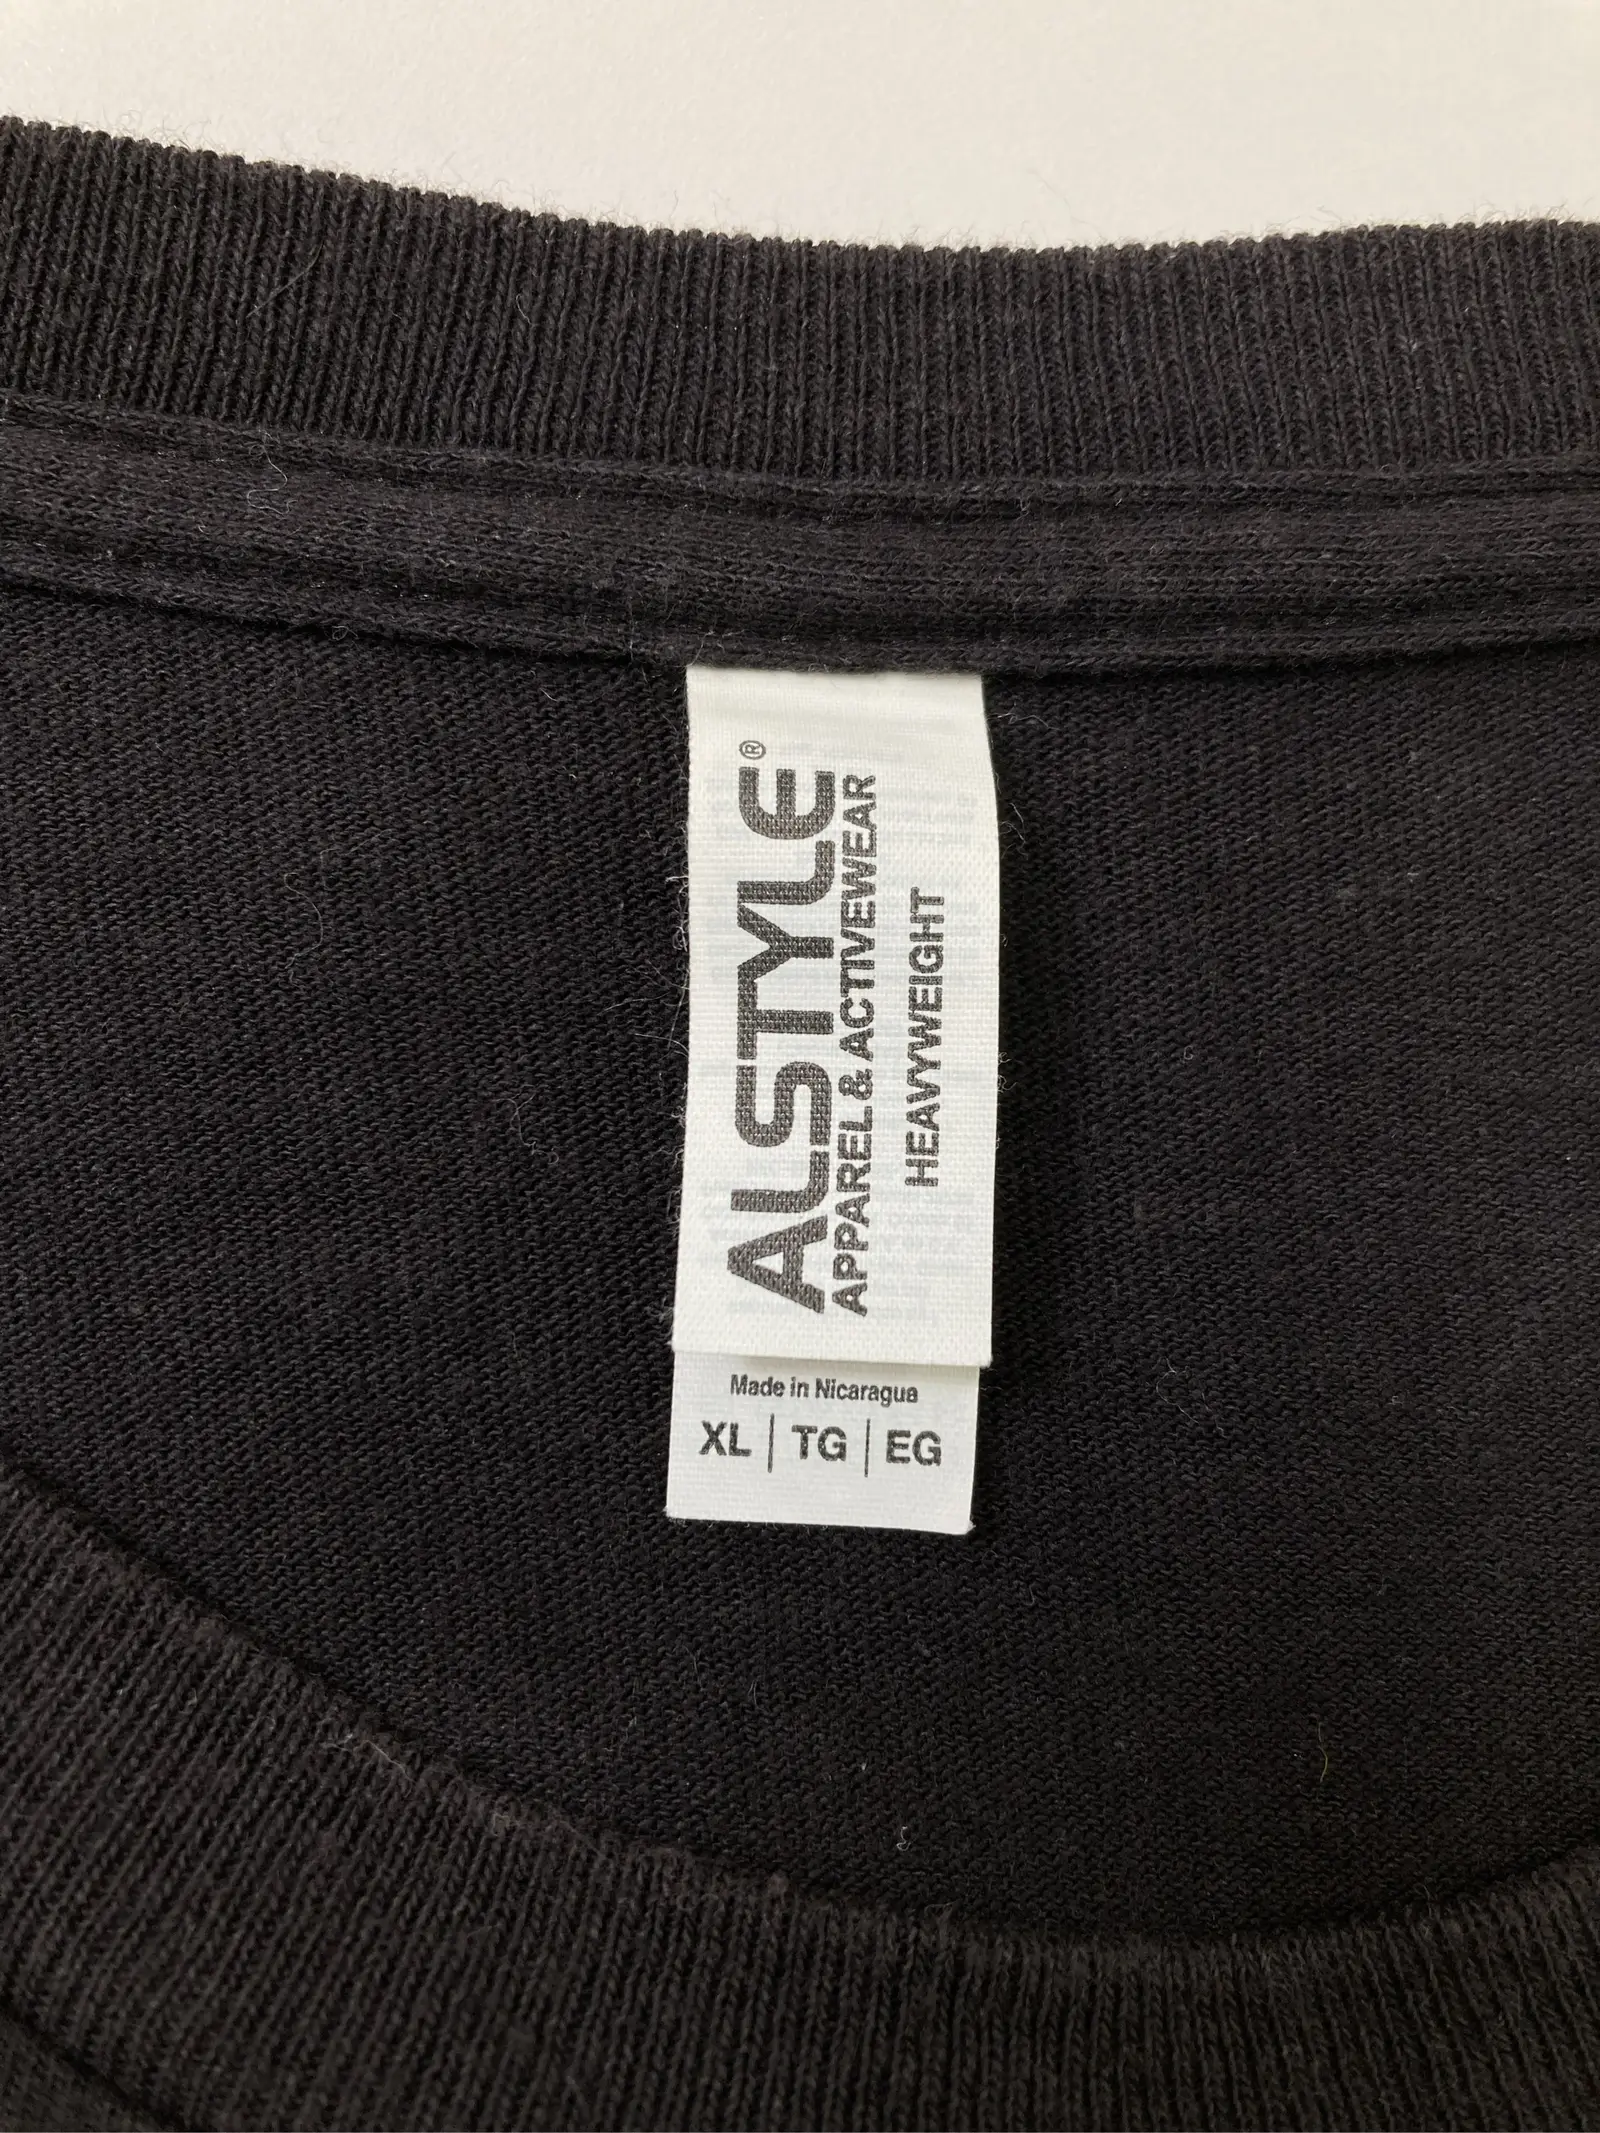 ALSTYLE®
APPAREL & ACTIVEWEAR
HEAVYWEIGHT
Made in Nicaragua
XL | TG | EG